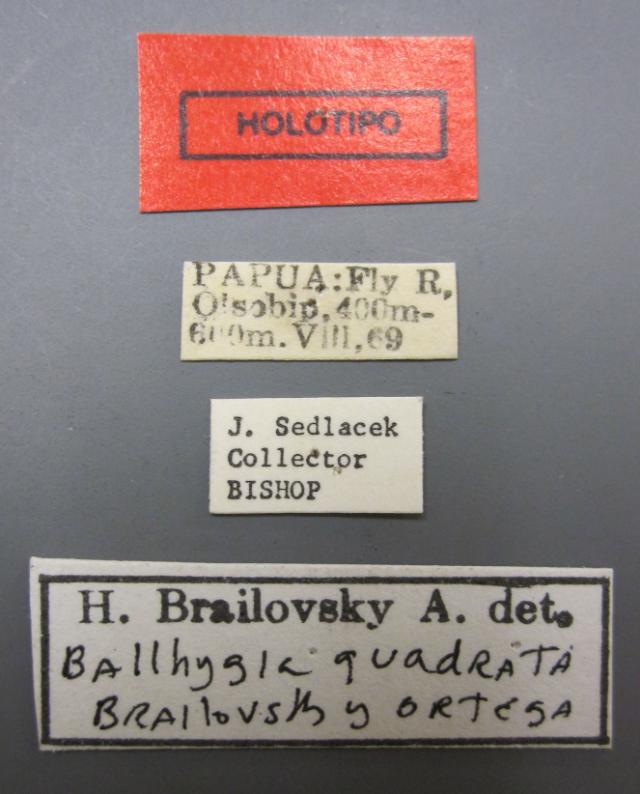 HOLOTIPO
PAPUA:Fly R,
Olsobip, 400m-
600m. VIII,69
J. Sedlacek
Collector
BISHOP
H. Brailovsky A. det.
BAllhygia quadRATA
BRAIlovsky y ORTEGA